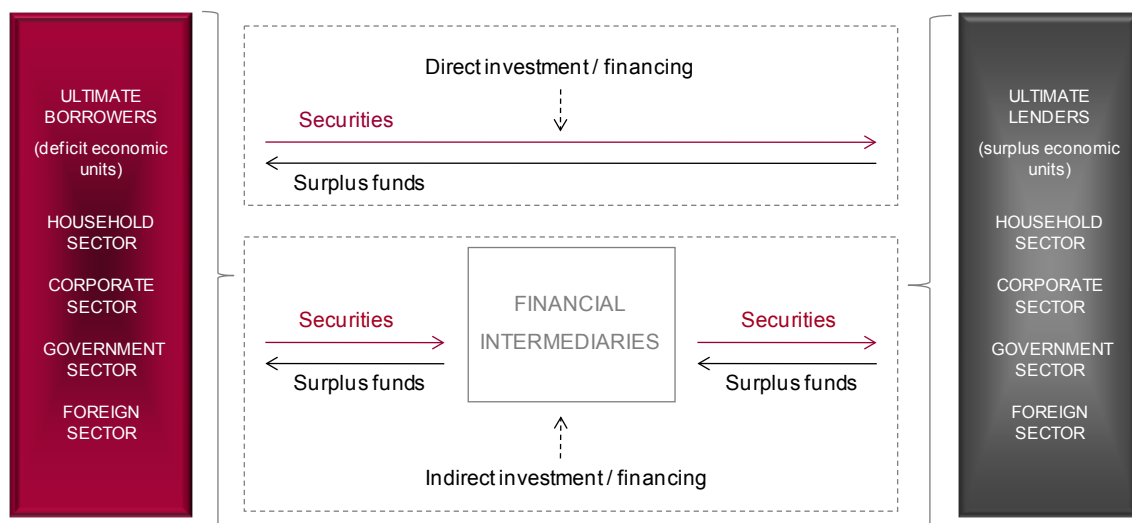 ULTIMATE
BORROWERS
(deficit economic
units)
HOUSEHOLD
SECTOR
CORPORATE
SECTOR
GOVERNMENT
SECTOR
FOREIGN
SECTOR
Direct investment / financing
Securities
Surplus funds
FINANCIAL
INTERMEDIARIES
Securities
Surplus funds
Securities
Surplus funds
Indirect investment / financing
ULTIMATE
LENDERS
(surplus economic
units)
HOUSEHOLD
SECTOR
CORPORATE
SECTOR
GOVERNMENT
SECTOR
FOREIGN
SECTOR